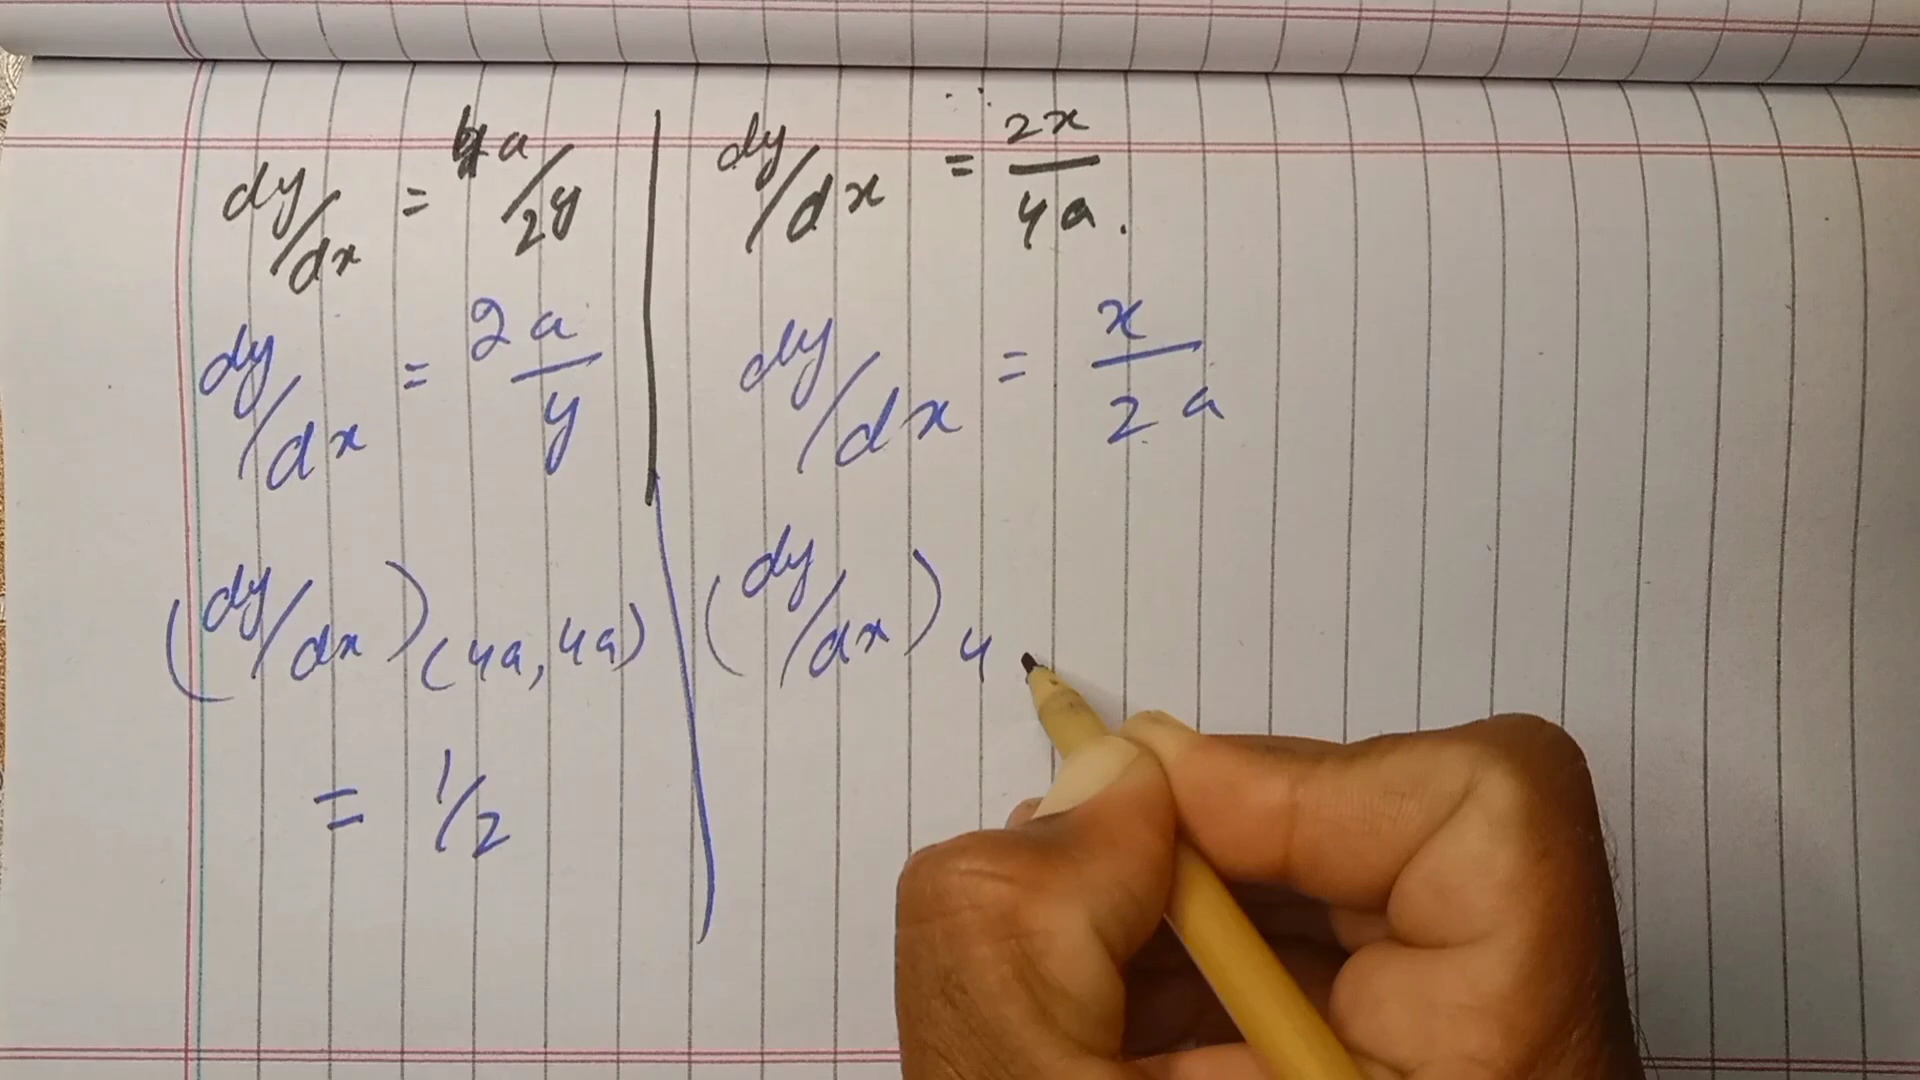 dy/dx = 4a/2y
dy/dx = 2a/y
(dy/dx)(4a, 4a)
= 1/2
dy/dx = 2x/4a.
dy/dx = x/2a
(dy/dx) 4